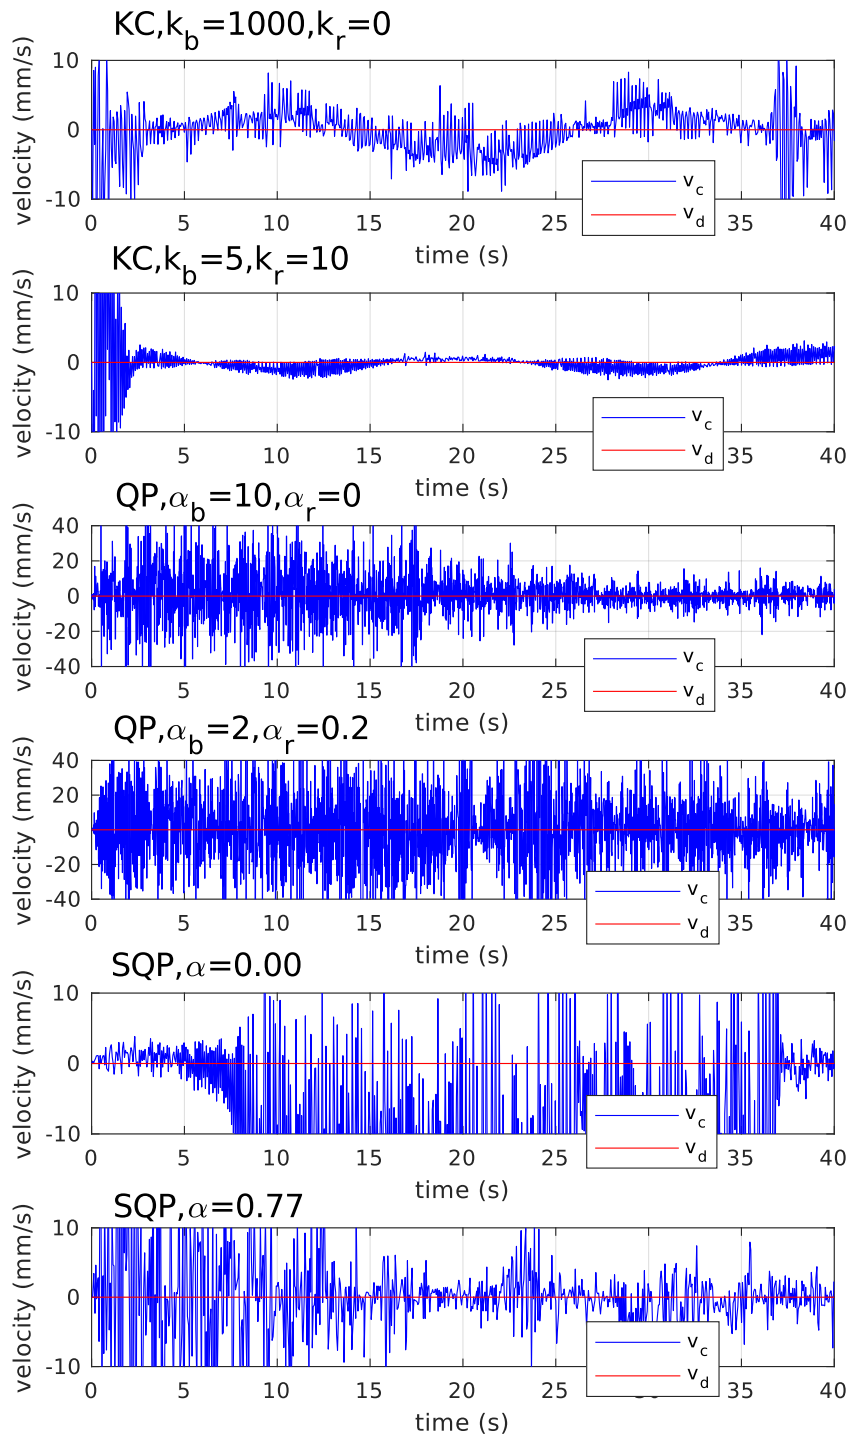 KC,k_b=1000,k_r=0
velocity (mm/s)
10
0
-10
0 5 10 15 20 25 35 40
time (s)
v_c
v_d
KC,k_b=5,k_r=10
velocity (mm/s)
10
0
-10
0 5 10 15 20 25 35 40
time (s)
v_c
v_d
QP,α_b=10,α_r=0
velocity (mm/s)
40
20
0
-20
-40
0 5 10 15 20 25 35 40
time (s)
v_c
v_d
QP,α_b=2,α_r=0.2
velocity (mm/s)
40
20
0
-20
-40
0 5 10 15 20 25 35 40
time (s)
v_c
v_d
SQP,α=0.00
velocity (mm/s)
10
0
-10
0 5 10 15 20 25 35 40
time (s)
v_c
v_d
SQP,α=0.77
velocity (mm/s)
10
0
-10
0 5 10 15 20 25 35 40
time (s)
v_c
v_d